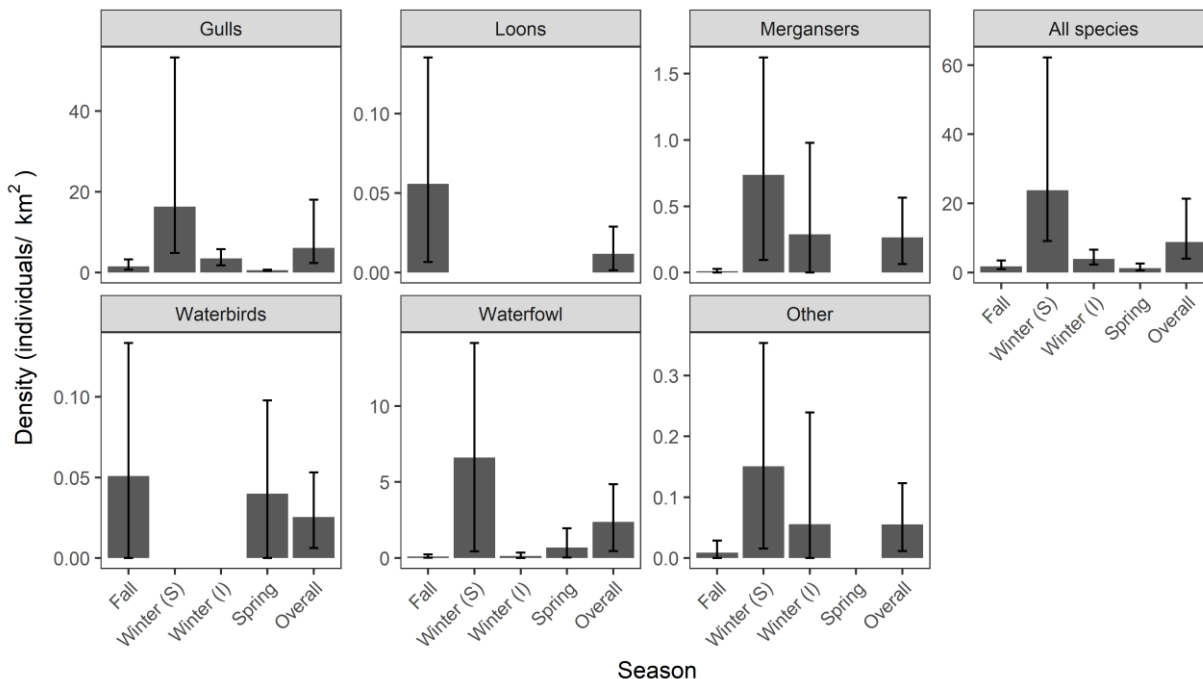 Gulls
Loons
Mergansers
All species
40
20
0
0.10
0.05
0.00
1.5
1.0
0.5
0.0
60
40
20
0
Fall
Winter (S)
Winter (I)
Spring
Overall
Waterbirds
Waterfowl
Other
0.10
0.05
0.00
10
5
0
0.3
0.2
0.1
0.0
Fall
Winter (S)
Winter (I)
Spring
Overall
Fall
Winter (S)
Winter (I)
Spring
Overall
Fall
Winter (S)
Winter (I)
Spring
Overall
Density (individuals/ km²)
Season